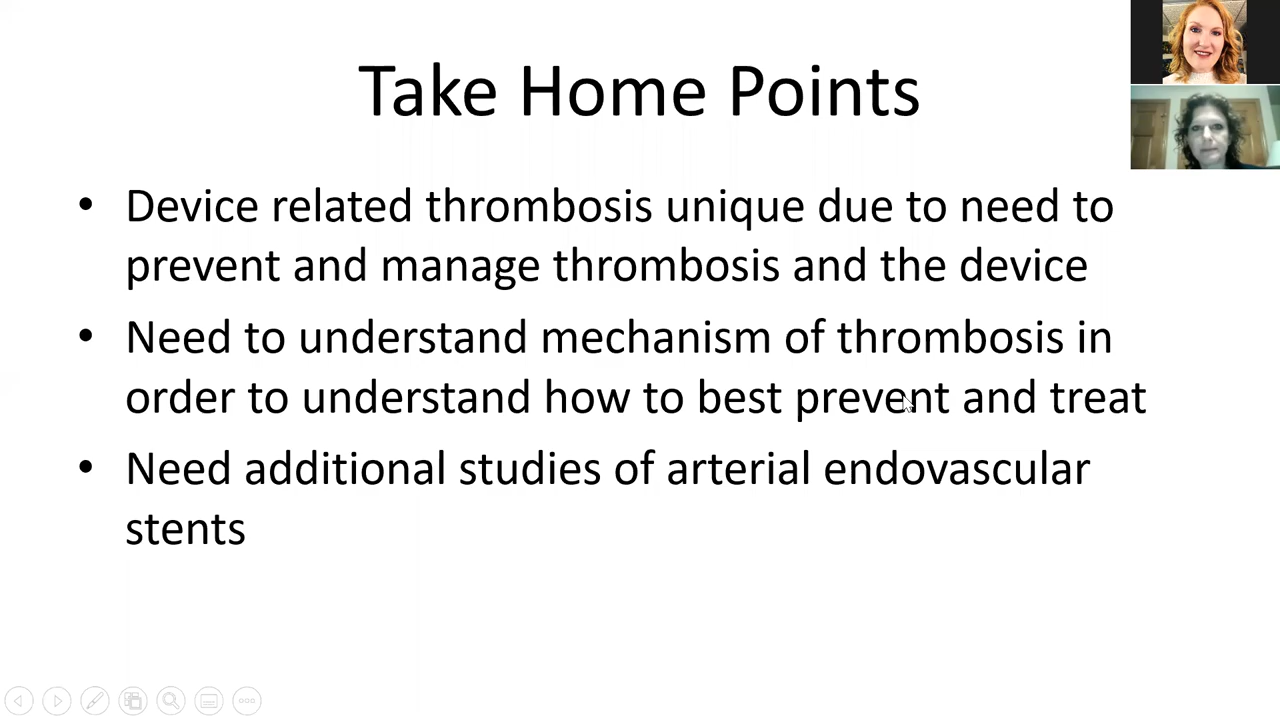 Take Home Points
• Device related thrombosis unique due to need to
prevent and manage thrombosis and the device
• Need to understand mechanism of thrombosis in
order to understand how to best prevent and treat
• Need additional studies of arterial endovascular
stents